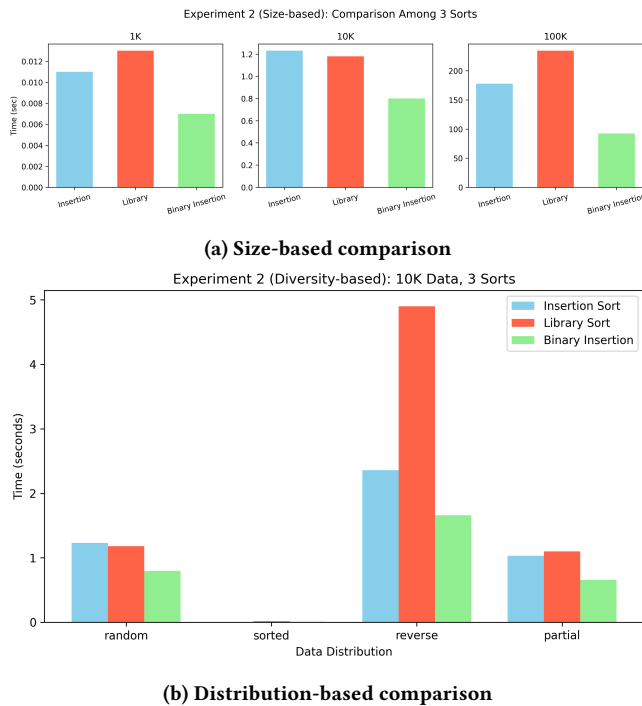 Experiment 2 (Size-based): Comparison Among 3 Sorts
1K
10K
100K
Time (sec)
0.012
0.010
0.008
0.006
0.004
0.002
0.000
Insertion
Library
Binary Insertion
1.2
1.0
0.8
0.6
0.4
0.2
0.0
Insertion
Library
Binary Insertion
200
150
100
50
0
Insertion
Library
Binary Insertion
(a) Size-based comparison
Experiment 2 (Diversity-based): 10K Data, 3 Sorts
Insertion Sort
Library Sort
Binary Insertion
Time (seconds)
5
4
3
2
1
0
random
sorted
reverse
partial
Data Distribution
(b) Distribution-based comparison